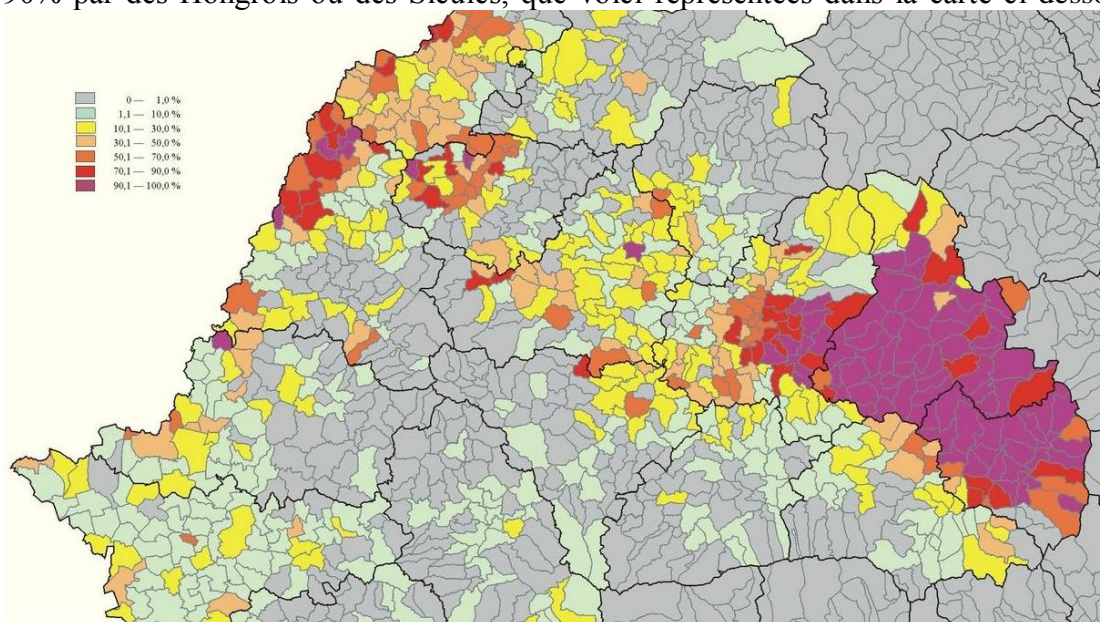 90% par des Hongrois ou des Sicules, que voici représentées dans la carte ci-desso
0 — 1,0 %
1,1 — 10,0 %
10,1 — 30,0 %
30,1 — 50,0 %
50,1 — 70,0 %
70,1 — 90,0 %
90,1 — 100,0 %